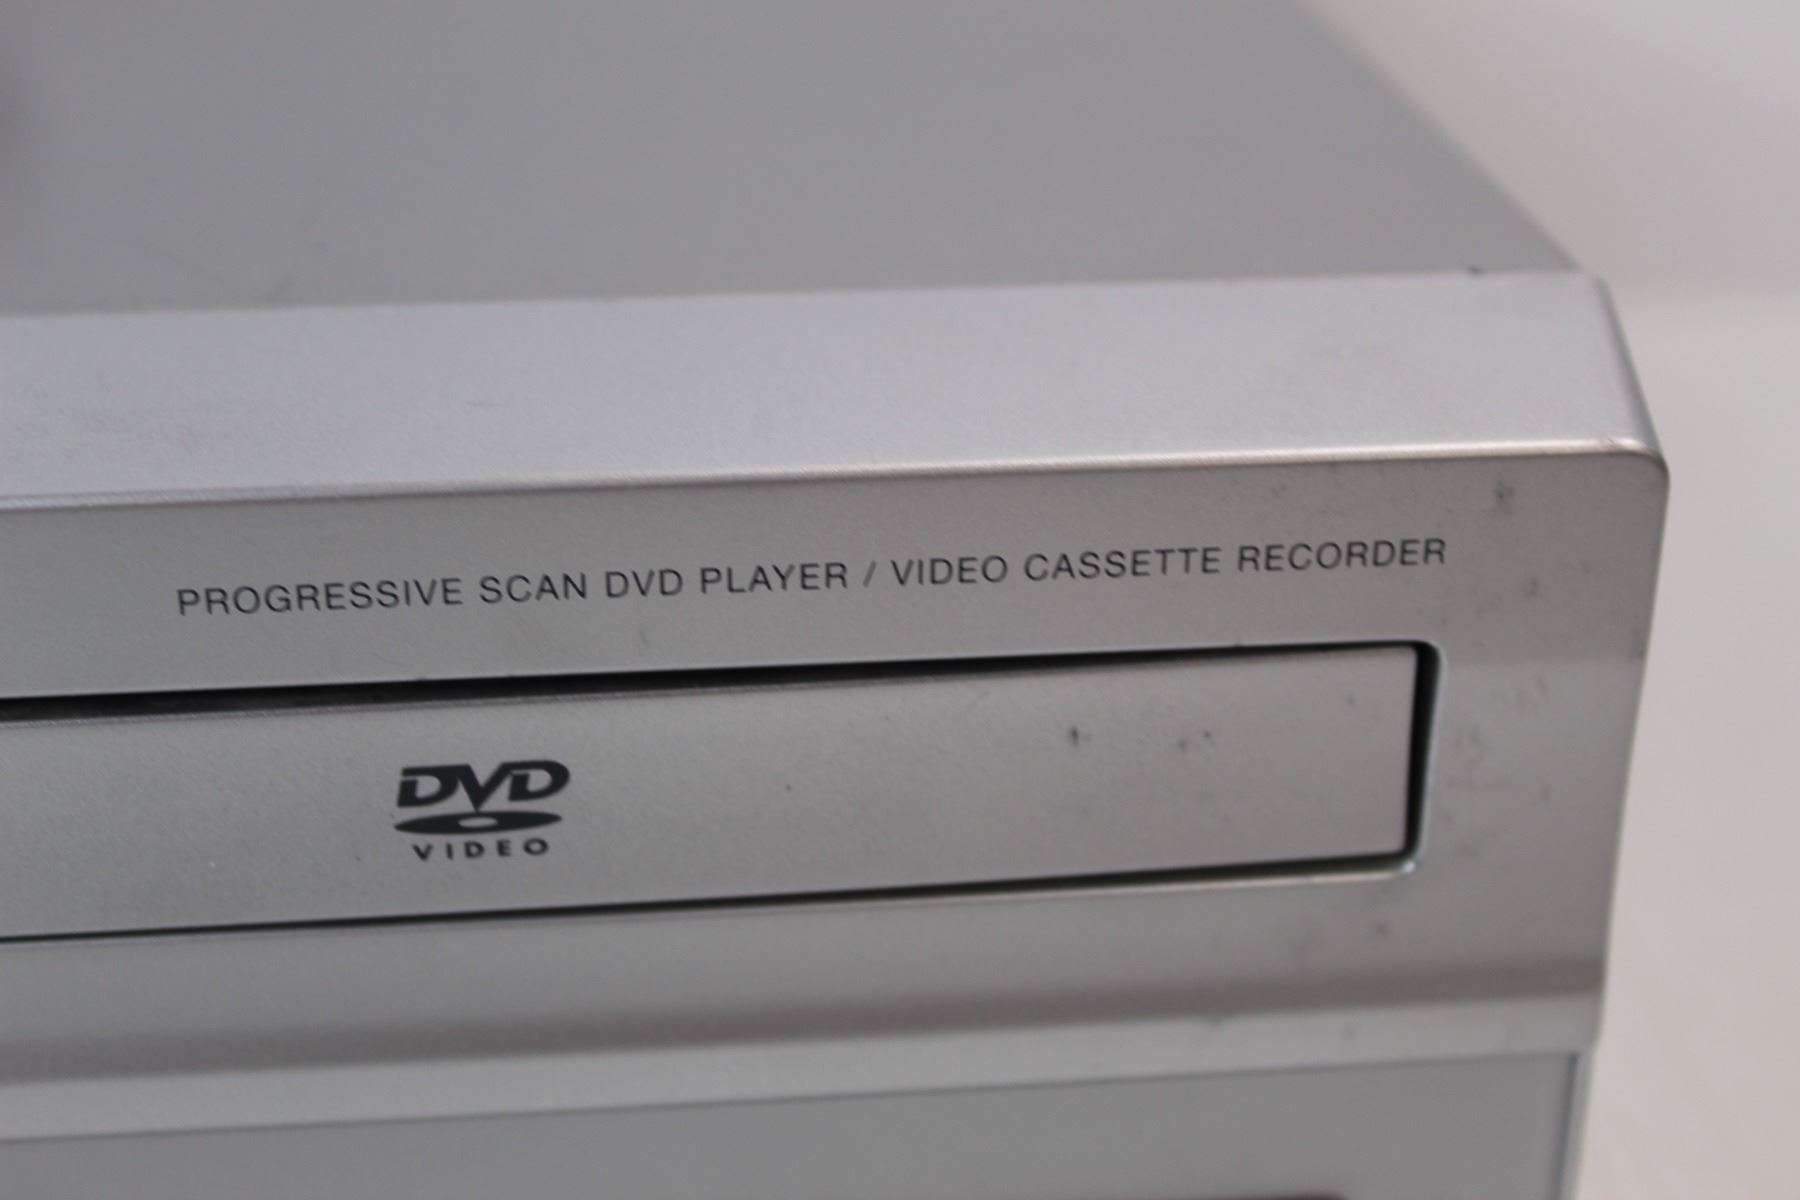 PROGRESSIVE SCAN DVD PLAYER / VIDEO CASSETTE RECORDER
DVD
VIDEO